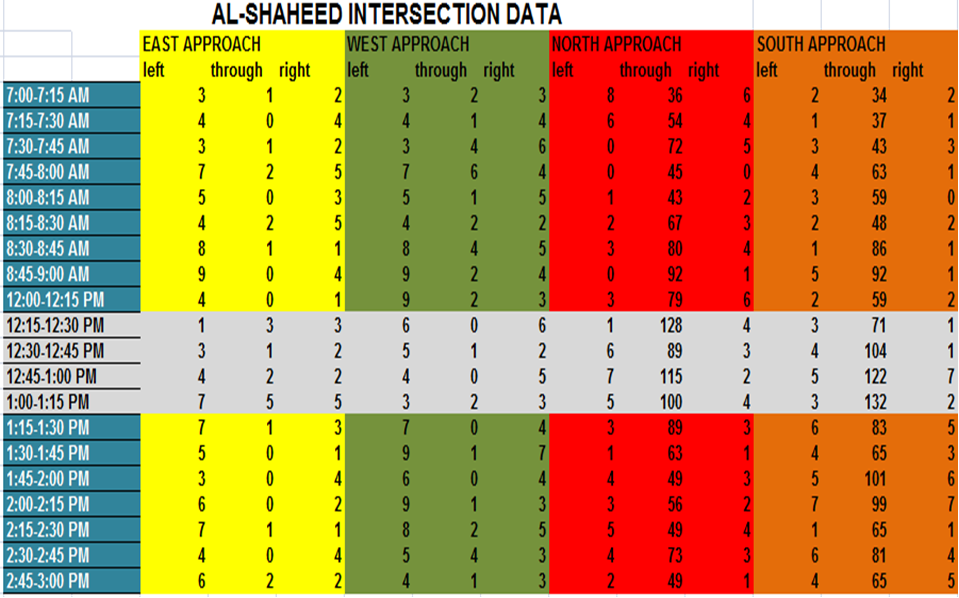 AL-SHAHEED INTERSECTION DATA
EAST APPROACH WEST APPROACH NORTH APPROACH SOUTH APPROACH
left through right left through right left through right left through right
7:00-7:15 AM 3 1 2 3 2 3 8 36 6 2 34 2
7:15-7:30 AM 4 0 4 4 1 4 6 54 4 1 37 1
7:30-7:45 AM 3 1 2 3 4 6 0 72 5 3 43 3
7:45-8:00 AM 7 2 5 7 6 4 0 45 0 4 63 1
8:00-8:15 AM 5 0 3 5 1 5 1 43 2 3 59 0
8:15-8:30 AM 4 2 5 4 2 2 2 67 3 2 48 2
8:30-8:45 AM 8 1 1 8 4 5 3 80 4 1 86 1
8:45-9:00 AM 9 0 4 9 2 4 0 92 1 5 92 1
12:00-12:15 PM 4 0 1 9 2 3 3 79 6 2 59 2
12:15-12:30 PM 1 3 3 6 0 6 1 128 4 3 71 1
12:30-12:45 PM 3 1 2 5 1 2 6 89 3 4 104 1
12:45-1:00 PM 4 2 2 4 0 5 7 115 2 5 122 7
1:00-1:15 PM 7 5 5 3 2 3 5 100 4 3 132 2
1:15-1:30 PM 7 1 3 7 0 4 3 89 3 6 83 5
1:30-1:45 PM 5 0 1 9 1 7 1 63 1 4 65 3
1:45-2:00 PM 3 0 4 6 0 4 4 49 3 5 101 6
2:00-2:15 PM 6 0 2 9 1 3 3 56 2 7 99 7
2:15-2:30 PM 7 1 1 8 2 5 5 49 4 1 65 1
2:30-2:45 PM 4 0 4 5 4 3 4 73 3 6 81 4
2:45-3:00 PM 6 2 2 4 1 3 2 49 1 4 65 5